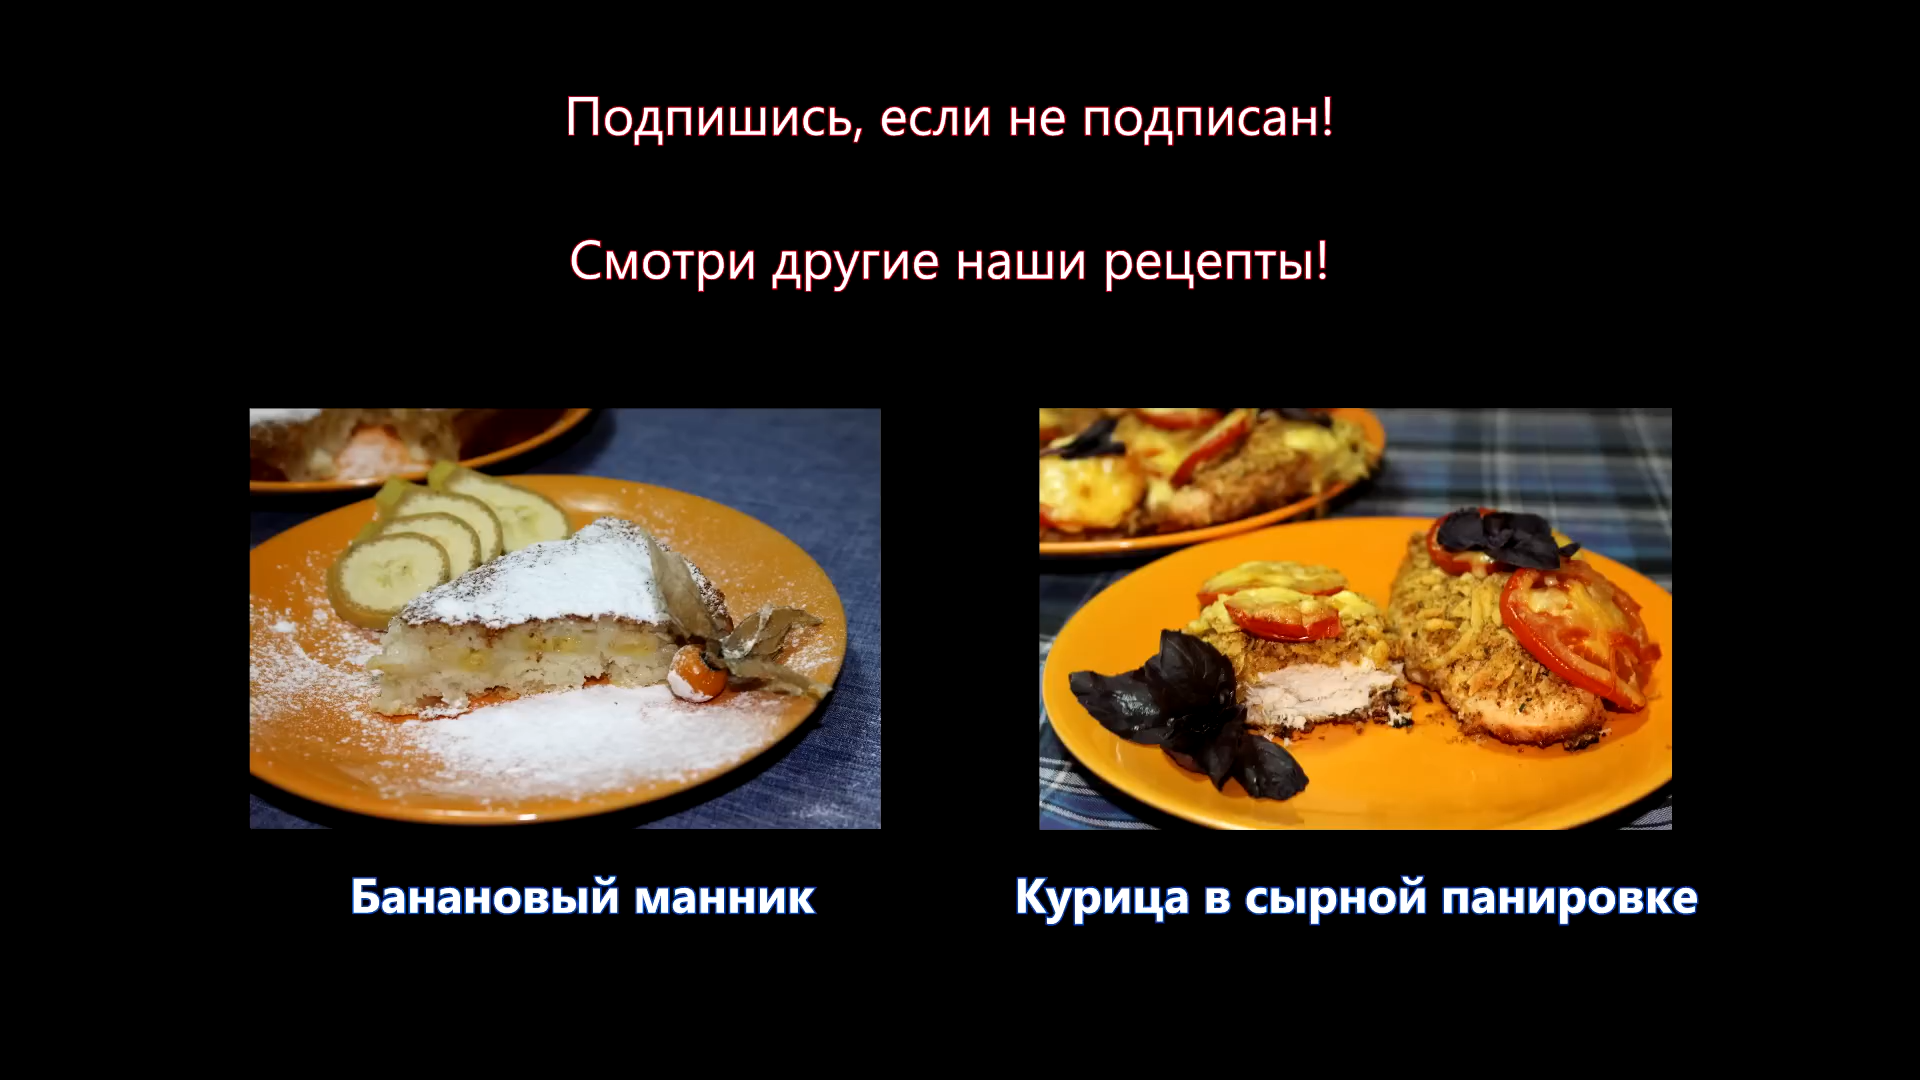 Подпишись, если не подписан!
Смотри другие наши рецепты!
Банановый манник
Курица в сырной панировке